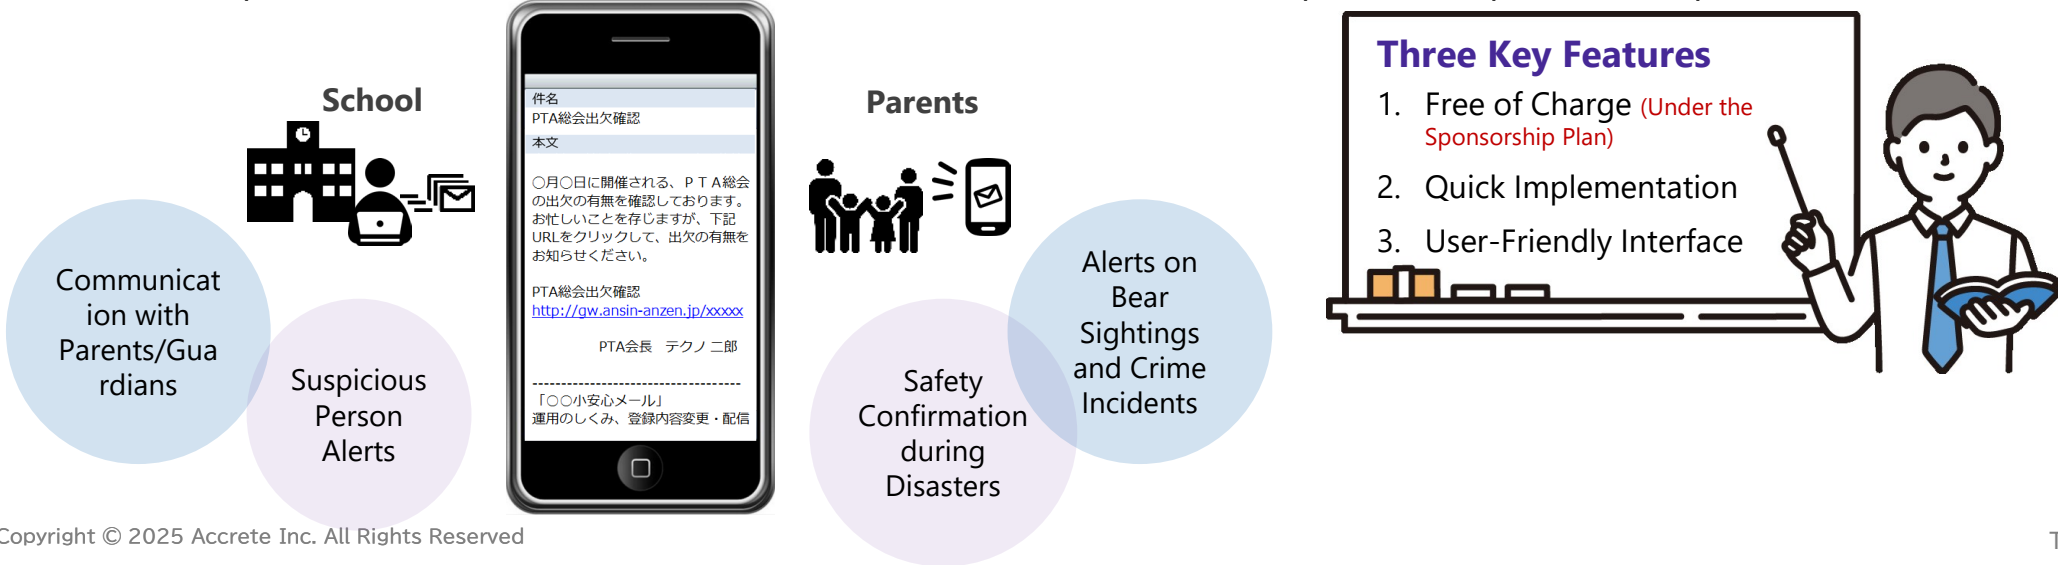 School
Communicat
ion with
Parents/Gua
rdians
Suspicious
Person
Alerts
件名
PTA総会出欠確認
本文
○月○日に開催される、ＰＴＡ総会
の出欠の有無を確認しております。
お忙しいことを存じますが、下記
URLをクリックして、出欠の有無を
お知らせください。
PTA総会出欠確認
http://gw.ansin-anzen.jp/xxxxx
PTA会長　テクノ 二郎
------------------------------------
「○○小安心メール」
運用のしくみ、登録内容変更・配信
Parents
Safety
Confirmation
during
Disasters
Alerts on
Bear
Sightings
and Crime
Incidents
Three Key Features
1. Free of Charge (Under the
Sponsorship Plan)
2. Quick Implementation
3. User-Friendly Interface
Copyright © 2025 Accrete Inc. All Rights Reserved